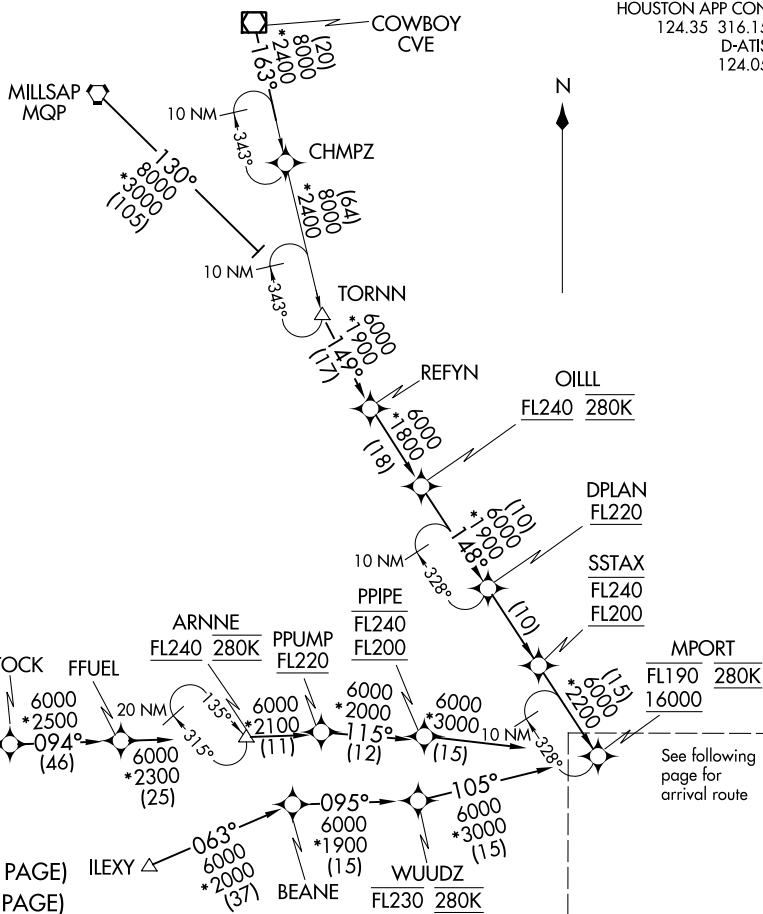 HOUSTON APP CON
124.35 316.15
D-ATIS
124.05
COWBOY
CVE
(20)
8000
*2400
163°
MILLSAP
MQP
10 NM
343°
CHMPZ
N
130°
8000
*3000
(105)
(64)
8000
*2400
10 NM
343°
TORNN
6000
*1900
149°
(17)
REFYN
6000
*1800
(18)
OILLL
FL240 280K
DPLAN
FL220
(10)
6000
*1900
148°
10 NM
328°
SSTAX
FL240
FL200
(10)
MPORT
FL190 280K
16000
(15)
6000
*2200
PPIPE
FL240
FL200
ARNNE
FL240 280K
PPUMP
FL220
TOCK
FFUEL
6000
*2500
094°
(46)
20 NM
135°
315°
6000
*2300
(25)
6000
*2100
(11)
6000
*2000
115°
(12)
6000
*3000
(15)
10 NM
328°
See following
page for
arrival route
105°
6000
*3000
(15)
095°
6000
*1900
(15)
063°
6000
*2000
(37)
PAGE)
PAGE)
ILEXY
BEANE
WUUDZ
FL230 280K